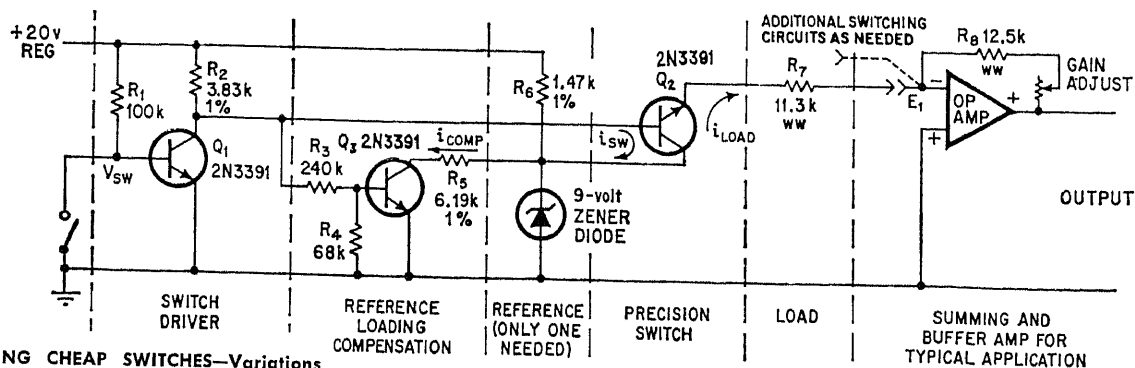 +20v
REG
R1
100k
R2
3.83k
1%
Q1
2N3391
VSW
R3
240k
R4
68k
Q3 2N3391
iCOMP
R5
6.19k
1%
R6
1.47k
1%
9-volt
ZENER
DIODE
2N3391
Q2
iSW
iLOAD
R7
11.3k
WW
ADDITIONAL SWITCHING
CIRCUITS AS NEEDED
E1
R8 12.5k
WW
GAIN
ADJUST
−
OP
AMP
+
+
OUTPUT
SWITCH
DRIVER
REFERENCE
LOADING
COMPENSATION
REFERENCE
(ONLY ONE
NEEDED)
PRECISION
SWITCH
LOAD
SUMMING AND
BUFFER AMP FOR
TYPICAL APPLICATION
NG CHEAP SWITCHES—Variations